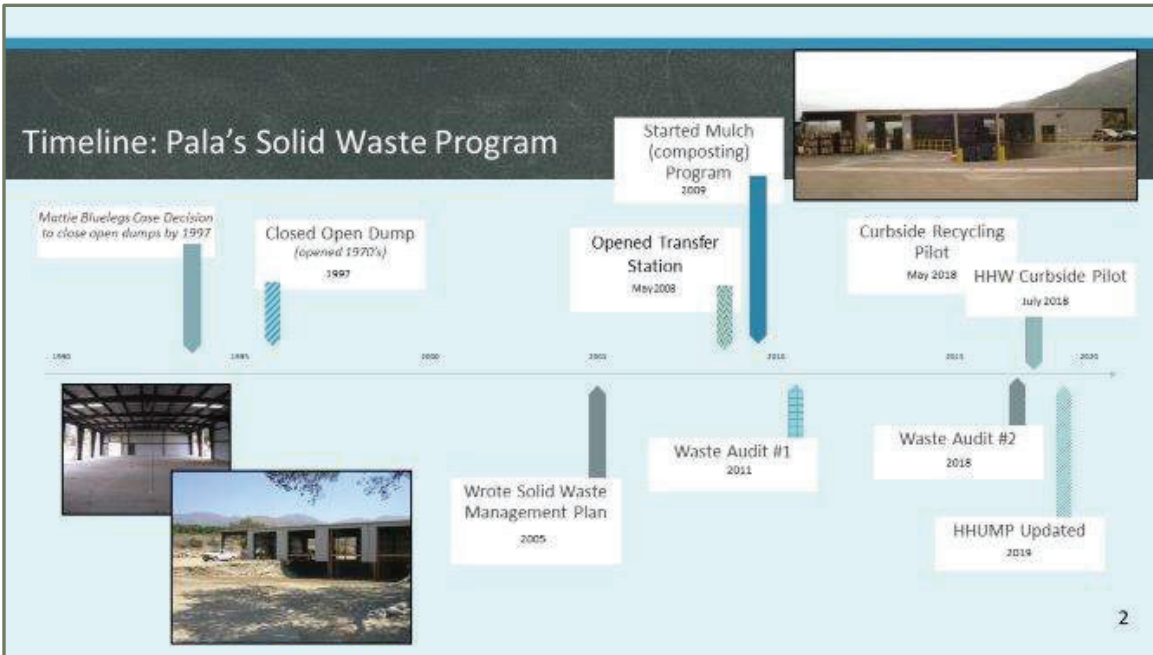 Timeline: Pala's Solid Waste Program
Started Mulch
(composting)
Program
2009
Mattie Bluelegs Case Decision
to close open dumps by 1997
Closed Open Dump
(opened 1970's)
1997
Opened Transfer
Station
May 2008
Curbside Recycling
Pilot
May 2018
HHW Curbside Pilot
July 2018
1990
1995
2000
2005
2010
2015
2020
Wrote Solid Waste
Management Plan
2005
Waste Audit #1
2011
Waste Audit #2
2018
HHUMP Updated
2019
2